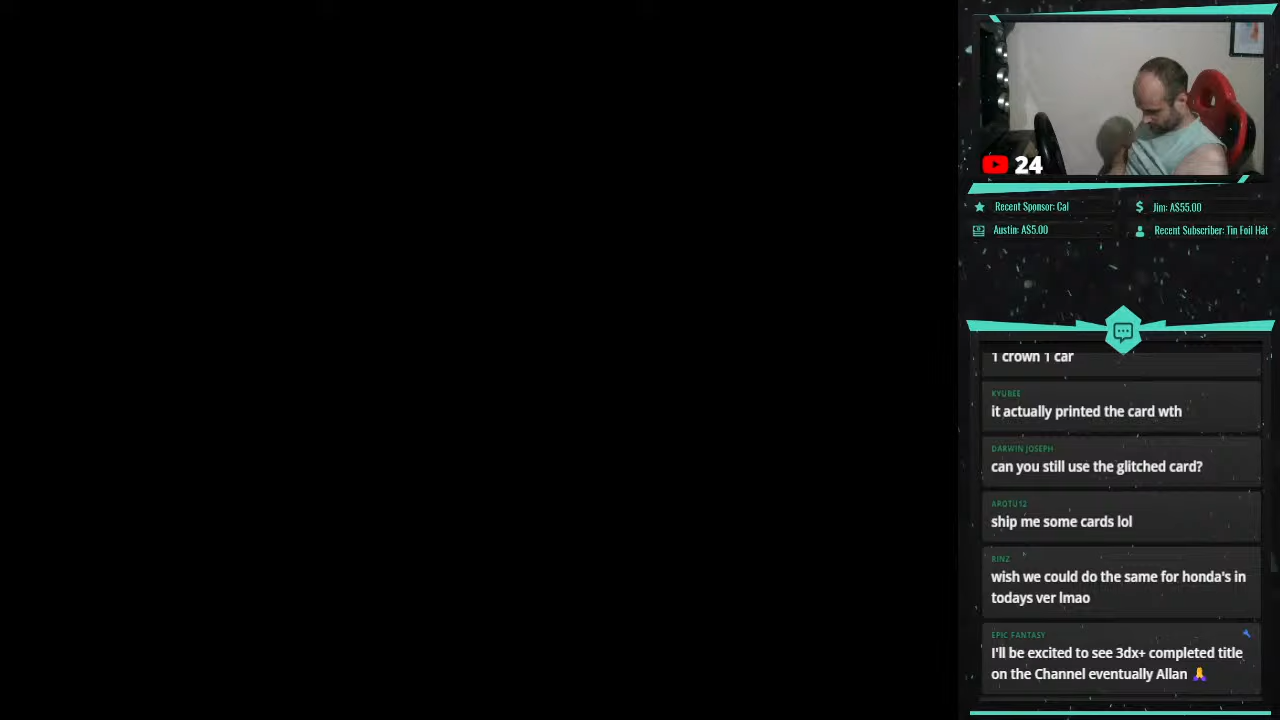 24
Recent Sponsor: Cal
Jim: A$55.00
Austin: A$5.00
Recent Subscriber: Tin Foil Hat
1 crown 1 car
KYUBEE
it actually printed the card wth
DARWIN JOSEPH
can you still use the glitched card?
AROTU12
ship me some cards lol
RINZ
wish we could do the same for honda's in
todays ver lmao
EPIC FANTASY
I'll be excited to see 3dx+ completed title
on the Channel eventually Allan 🙏